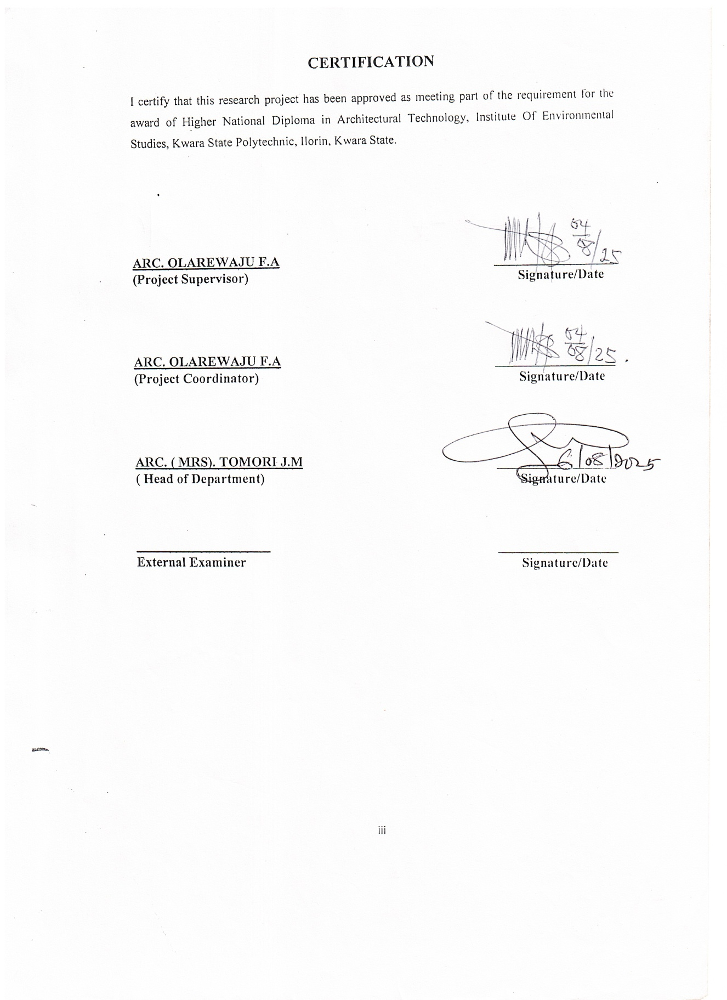 CERTIFICATION
I certify that this research project has been approved as meeting part of the requirement for the
award of Higher National Diploma in Architectural Technology, Institute Of Environmental
Studies, Kwara State Polytechnic, Ilorin, Kwara State.
04/08/25
ARC. OLAREWAJU F.A
(Project Supervisor)
Signature/Date
04/08/25
ARC. OLAREWAJU F.A
(Project Coordinator)
Signature/Date
6/08/2025
ARC. ( MRS). TOMORI J.M
( Head of Department)
Signature/Date
External Examiner
Signature/Date
iii